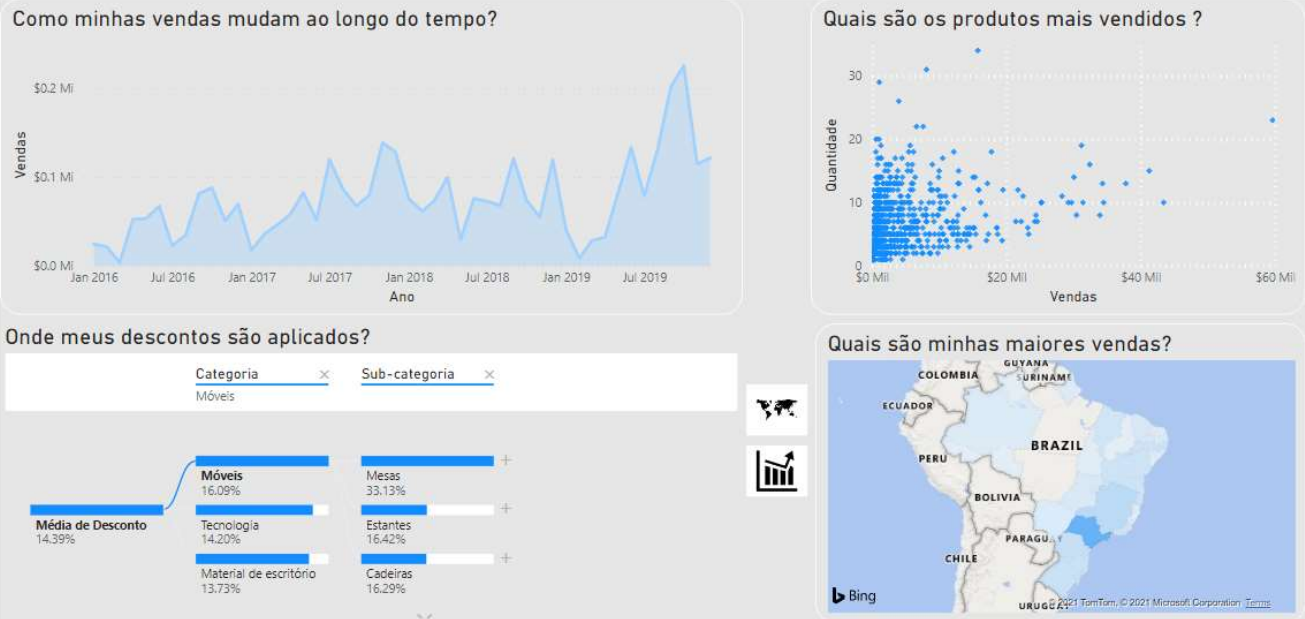 Como minhas vendas mudam ao longo do tempo?
Vendas
$0.2 Mi
$0.1 Mi
$0.0 Mi
Jan 2016 Jul 2016 Jan 2017 Jul 2017 Jan 2018 Jul 2018 Jan 2019 Jul 2019
Ano
Quais são os produtos mais vendidos ?
Quantidade
30
20
10
0
$0 Mil $20 Mil $40 Mil $60 Mil
Vendas
Onde meus descontos são aplicados?
Categoria × Sub-categoria ×
Móveis
Média de Desconto
14.39%
Móveis
16.09%
Tecnologia
14.20%
Material de escritório
13.73%
Mesas
33.13%
Estantes
16.42%
Cadeiras
16.29%
Quais são minhas maiores vendas?
GUYANA
COLOMBIA
SURINAME
ECUADOR
BRAZIL
PERU
BOLIVIA
PARAGUAY
CHILE
URUGUAY
Bing
© 2021 TomTom, © 2021 Microsoft Corporation Terms